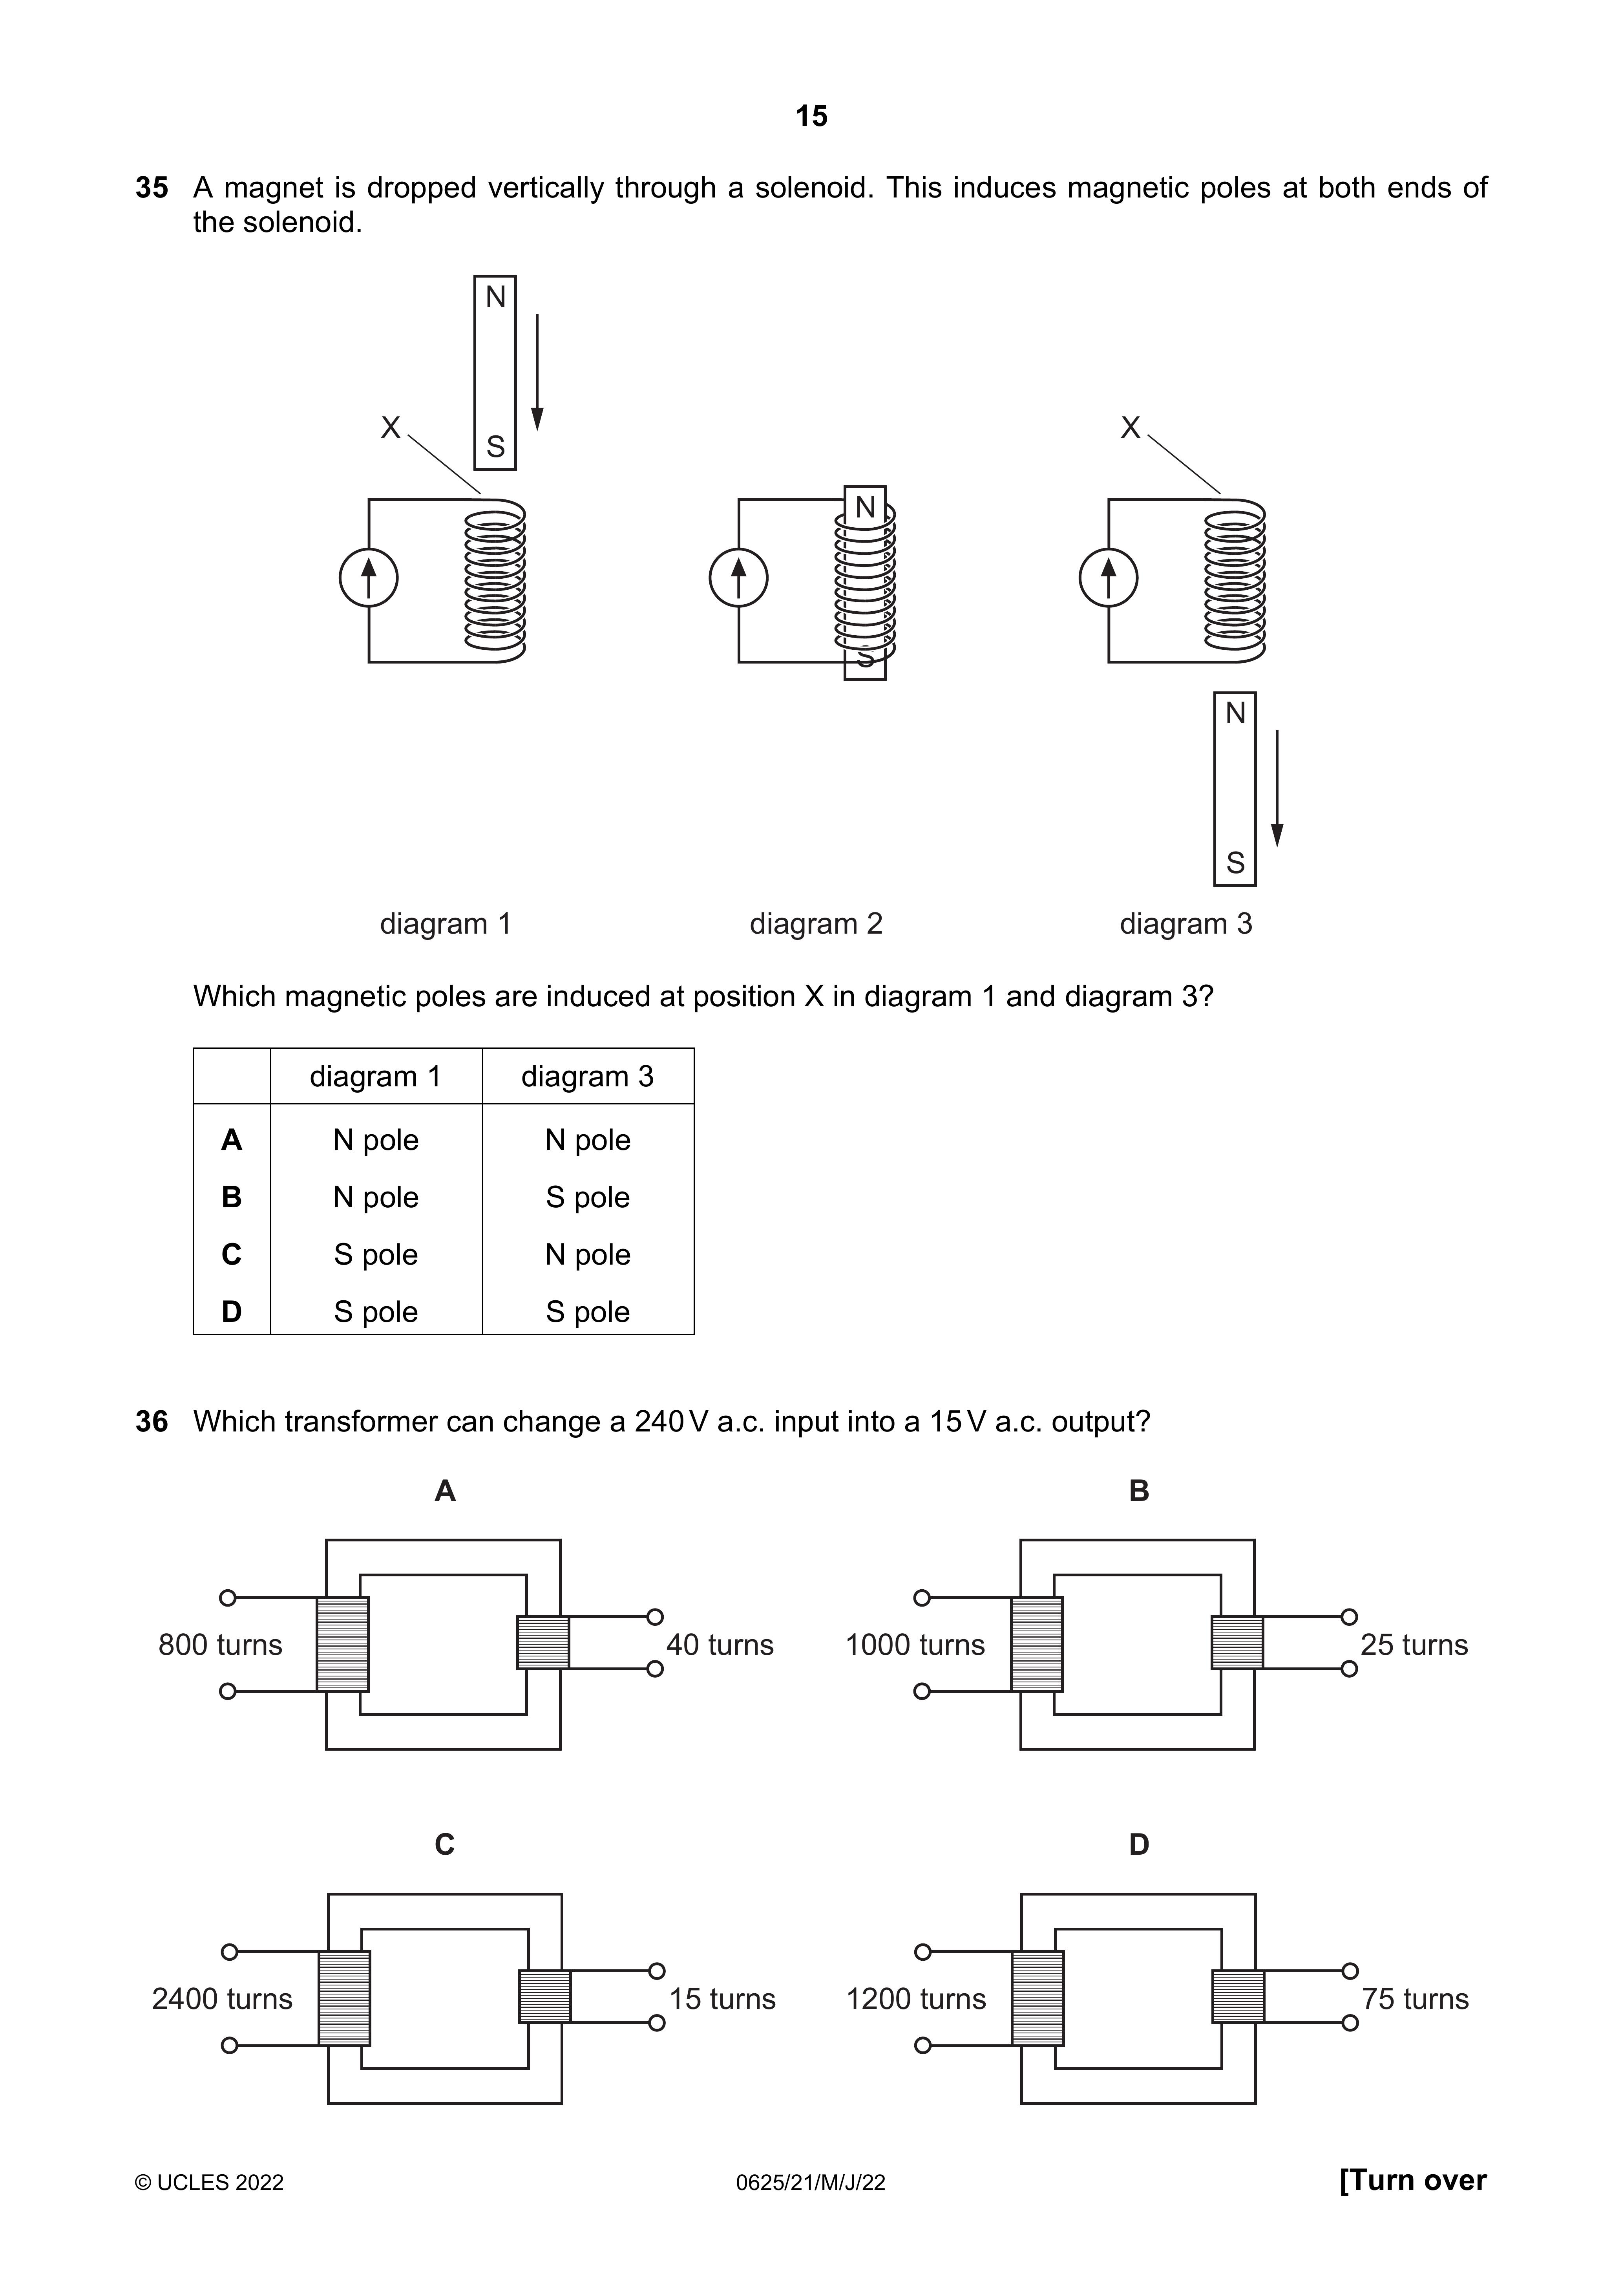 15
35 A magnet is dropped vertically through a solenoid. This induces magnetic poles at both ends of
the solenoid.
N
S
X
N
S
X
N
S
diagram 1 diagram 2 diagram 3
Which magnetic poles are induced at position X in diagram 1 and diagram 3?
diagram 1 diagram 3
A N pole N pole
B N pole S pole
C S pole N pole
D S pole S pole
36 Which transformer can change a 240 V a.c. input into a 15 V a.c. output?
A B
800 turns 40 turns 1000 turns 25 turns
C D
2400 turns 15 turns 1200 turns 75 turns
© UCLES 2022 0625/21/M/J/22 [Turn over